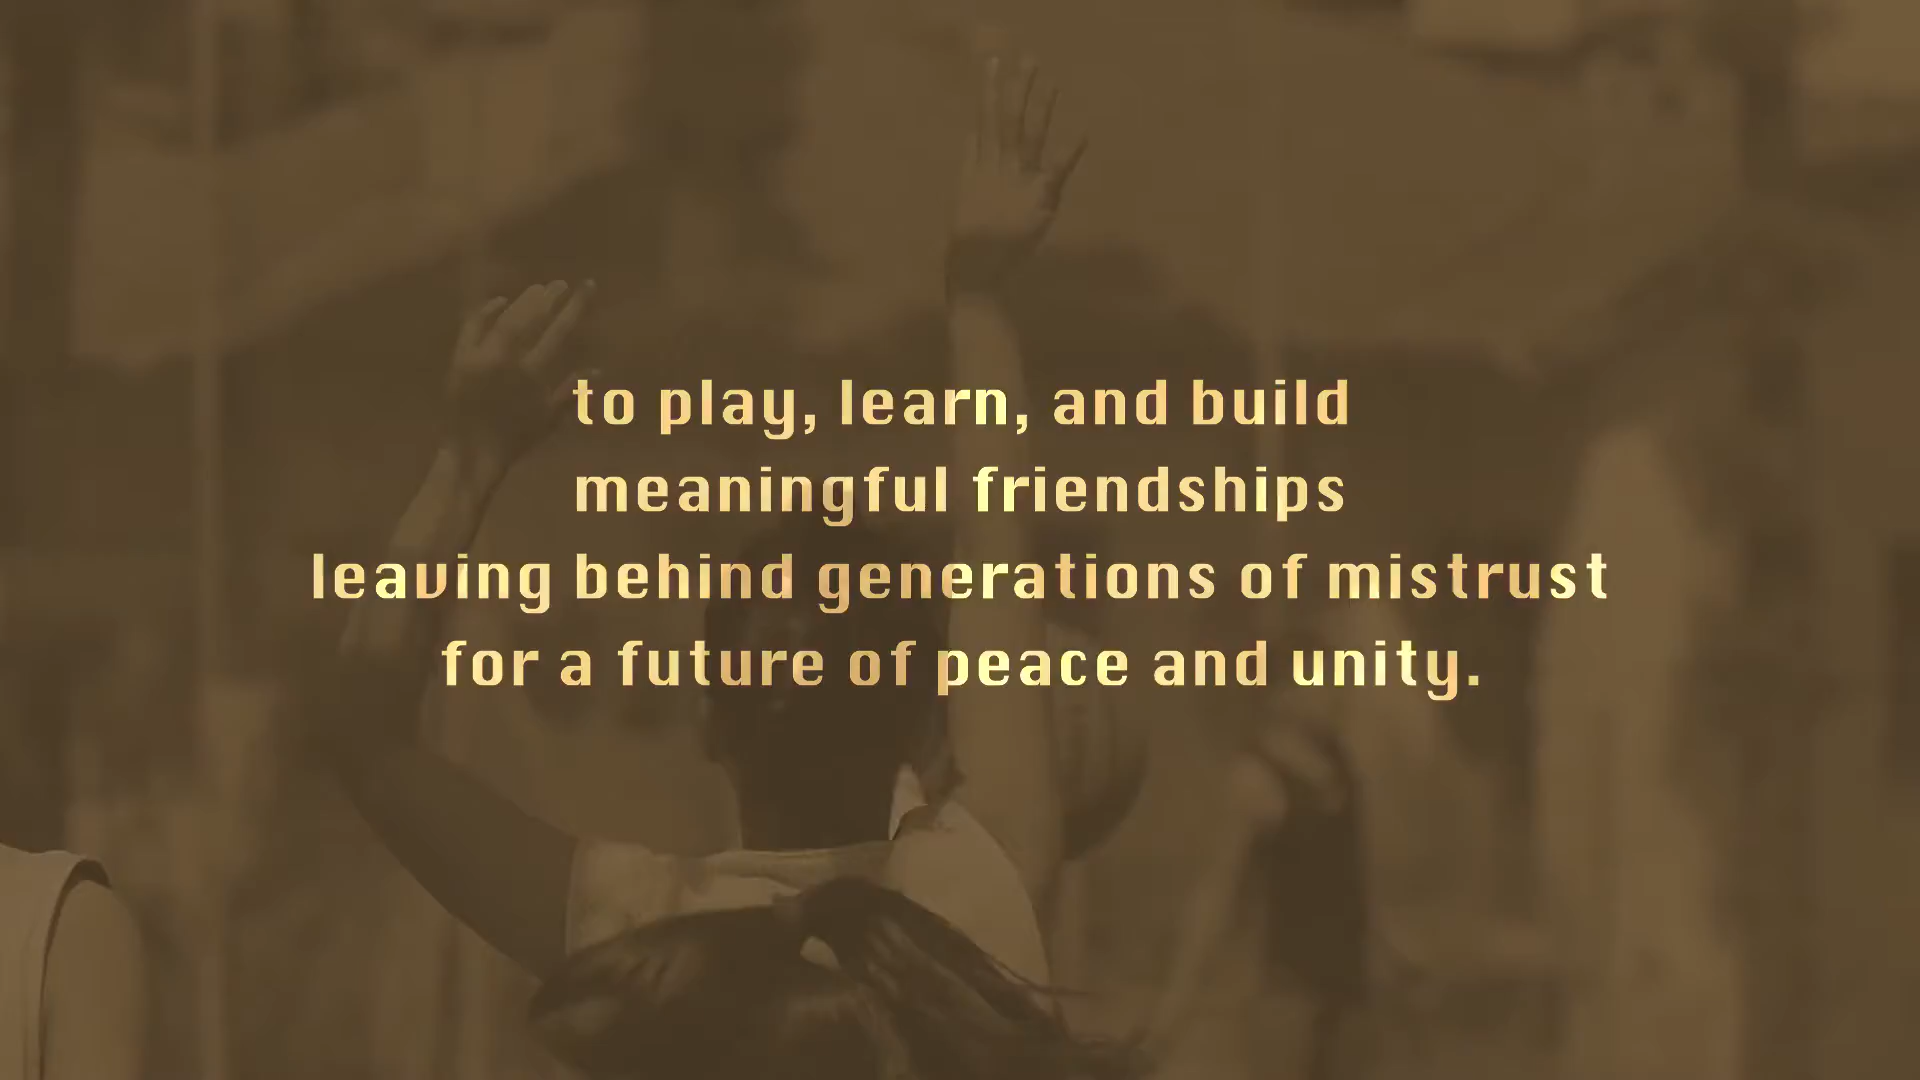 to play, learn, and build
meaningful friendships
leaving behind generations of mistrust
for a future of peace and unity.